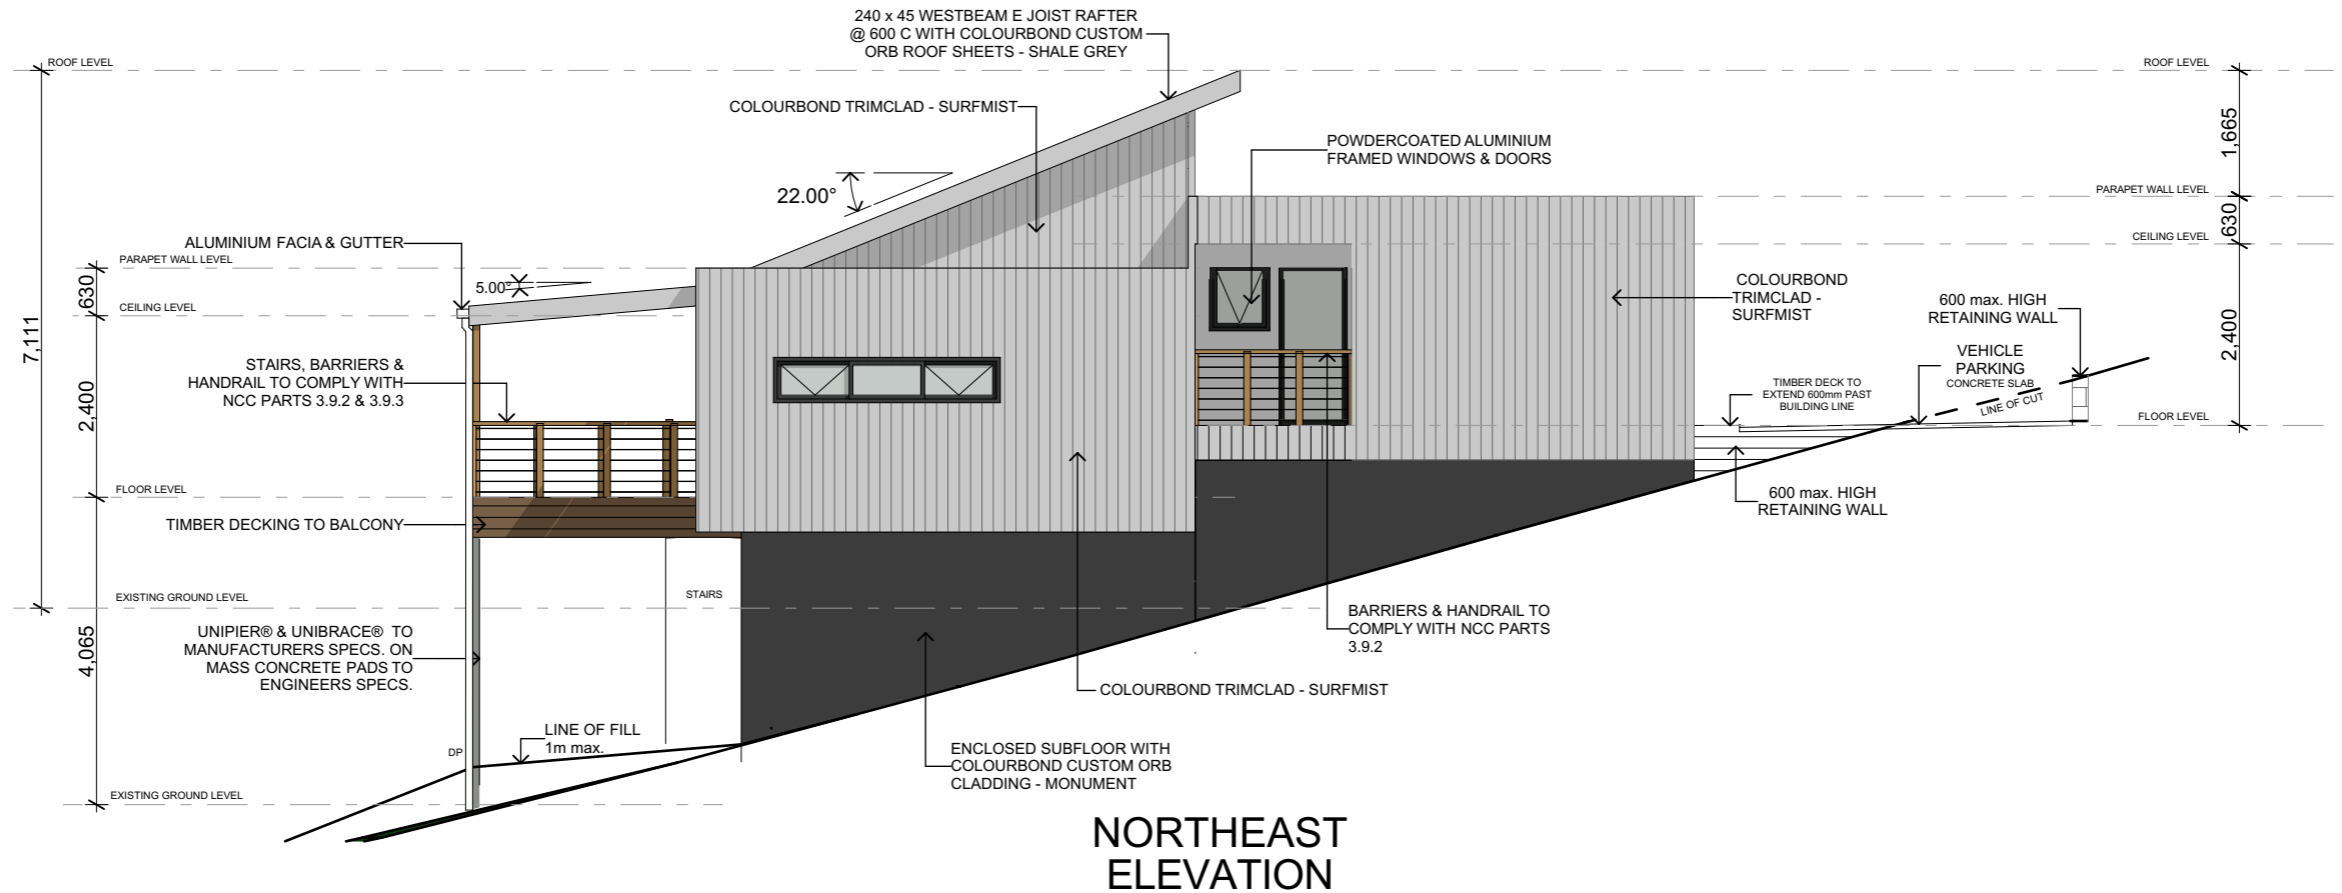 240 x 45 WESTBEAM E JOIST RAFTER
@ 600 C WITH COLOURBOND CUSTOM
ORB ROOF SHEETS - SHALE GREY
ROOF LEVEL
ROOF LEVEL
COLOURBOND TRIMCLAD - SURFMIST
POWDERCOATED ALUMINIUM
FRAMED WINDOWS & DOORS
1,665
22.00°
PARAPET WALL LEVEL
ALUMINIUM FACIA & GUTTER
630
CEILING LEVEL
PARAPET WALL LEVEL
630
5.00°
CEILING LEVEL
COLOURBOND
TRIMCLAD -
SURFMIST
600 max. HIGH
RETAINING WALL
7,111
2,400
STAIRS, BARRIERS &
HANDRAIL TO COMPLY WITH
NCC PARTS 3.9.2 & 3.9.3
VEHICLE
PARKING
CONCRETE SLAB
TIMBER DECK TO
EXTEND 600mm PAST
BUILDING LINE
LINE OF CUT
2,400
FLOOR LEVEL
FLOOR LEVEL
600 max. HIGH
RETAINING WALL
TIMBER DECKING TO BALCONY
EXISTING GROUND LEVEL
STAIRS
BARRIERS & HANDRAIL TO
COMPLY WITH NCC PARTS
3.9.2
4,065
UNIPIER® & UNIBRACE® TO
MANUFACTURERS SPECS. ON
MASS CONCRETE PADS TO
ENGINEERS SPECS.
COLOURBOND TRIMCLAD - SURFMIST
LINE OF FILL
1m max.
DP
ENCLOSED SUBFLOOR WITH
COLOURBOND CUSTOM ORB
CLADDING - MONUMENT
EXISTING GROUND LEVEL
NORTHEAST
ELEVATION